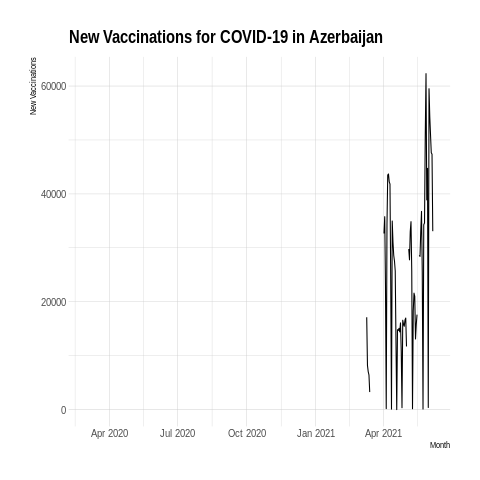 New Vaccinations for COVID-19 in Azerbaijan
New Vaccinations
60000
40000
20000
0
Apr 2020 Jul 2020 Oct 2020 Jan 2021 Apr 2021
Month